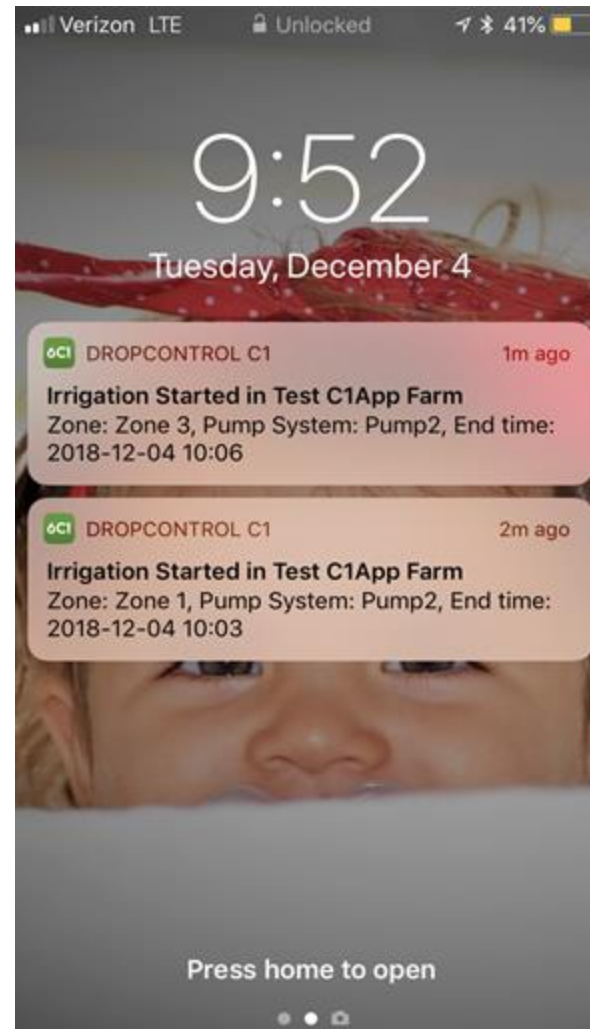 Verizon LTE Unlocked 41%
9:52
Tuesday, December 4
6C1 DROPCONTROL C1 1m ago
Irrigation Started in Test C1App Farm
Zone: Zone 3, Pump System: Pump2, End time:
2018-12-04 10:06
6C1 DROPCONTROL C1 2m ago
Irrigation Started in Test C1App Farm
Zone: Zone 1, Pump System: Pump2, End time:
2018-12-04 10:03
Press home to open